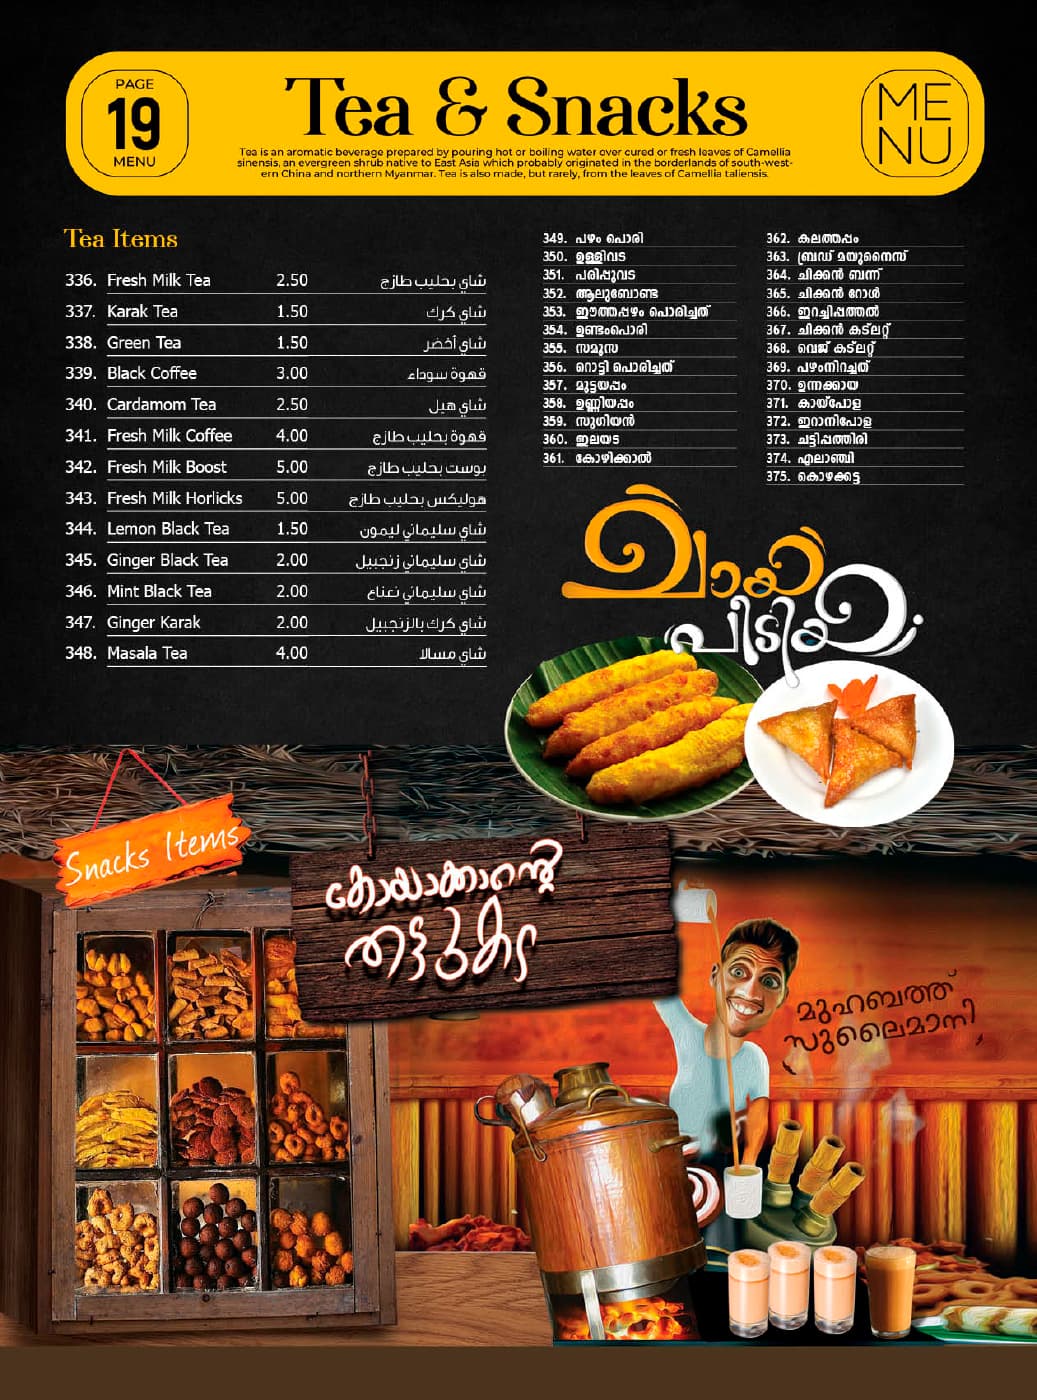 PAGE
19
MENU
Tea & Snacks
Tea is an aromatic beverage prepared by pouring hot or boiling water over cured or fresh leaves of Camellia
sinensis, an evergreen shrub native to East Asia which probably originated in the borderlands of south-west-
ern China and northern Myanmar. Tea is also made, but rarely, from the leaves of Camellia taliensis.
ME
NU
Tea Items
336. Fresh Milk Tea 2.50 شاي بحليب طازج
337. Karak Tea 1.50 شاي كرك
338. Green Tea 1.50 شاي أخضر
339. Black Coffee 3.00 قهوة سوداء
340. Cardamom Tea 2.50 شاي هيل
341. Fresh Milk Coffee 4.00 قهوة بحليب طازج
342. Fresh Milk Boost 5.00 بوست بحليب طازج
343. Fresh Milk Horlicks 5.00 هوليكس بحليب طازج
344. Lemon Black Tea 1.50 شاي سليماني ليمون
345. Ginger Black Tea 2.00 شاي سليماني زنجبيل
346. Mint Black Tea 2.00 شاي سليماني نعناع
347. Ginger Karak 2.00 شاي كرك بالزنجبيل
348. Masala Tea 4.00 شاي مسالا
349. പഴം പൊരി
350. ഉള്ളിവട
351. പരിപ്പുവട
352. ആലുബോണ്ട
353. ഈത്തപ്പഴം പൊരിച്ചത്
354. ഉണ്ടംപൊരി
355. സമൂസ
356. റൊട്ടി പൊരിച്ചത്
357. മുട്ടയപ്പം
358. ഉണ്ണിയപ്പം
359. സുഗിയൻ
360. ഇലയട
361. കോഴിക്കാൽ
362. കലത്തപ്പം
363. ബ്രഡ് മയുനൈസ്
364. ചിക്കൻ ബന്ന്
365. ചിക്കൻ റോൾ
366. ഇറച്ചിപ്പത്തൽ
367. ചിക്കൻ കട്ലറ്റ്
368. വെജ് കട്ലറ്റ്
369. പഴംനിറച്ചത്
370. ഉന്നക്കായ
371. കായ്പോള
372. ഇറാനിപോള
373. ചട്ടിപ്പത്തിരി
374. എലാഞ്ചി
375. കൊഴക്കട്ട
ചായ
പീടിയ
Snacks Items
കോയാക്കാന്റെ
തട്ടുകട
മുഹബത്ത്
സുലൈമാനി